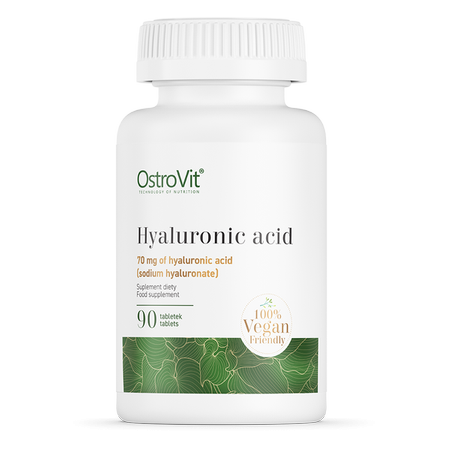 OstroVit®
TECHNOLOGY OF NUTRITION
Hyaluronic acid
70 mg of hyaluronic acid
(sodium hyaluronate)
Suplement diety
Food supplement
90 tabletek
tablets
100%
Vegan
Friendly